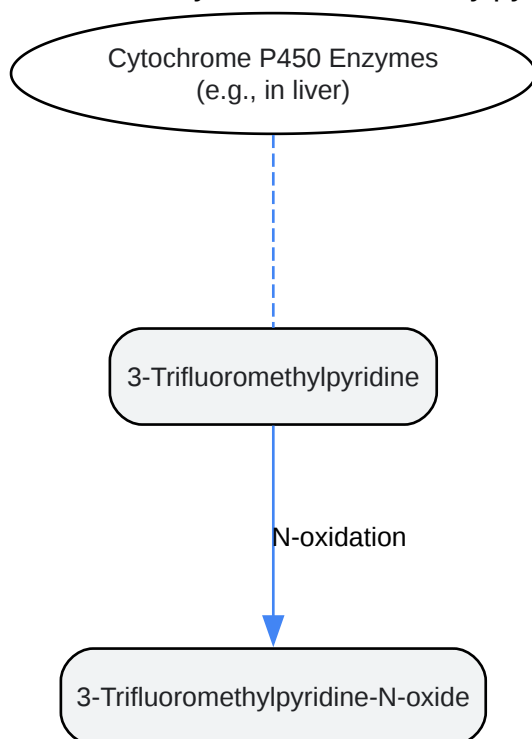 Cytochrome P450 Enzymes
(e.g., in liver)
3-Trifluoromethylpyridine
N-oxidation
3-Trifluoromethylpyridine-N-oxide